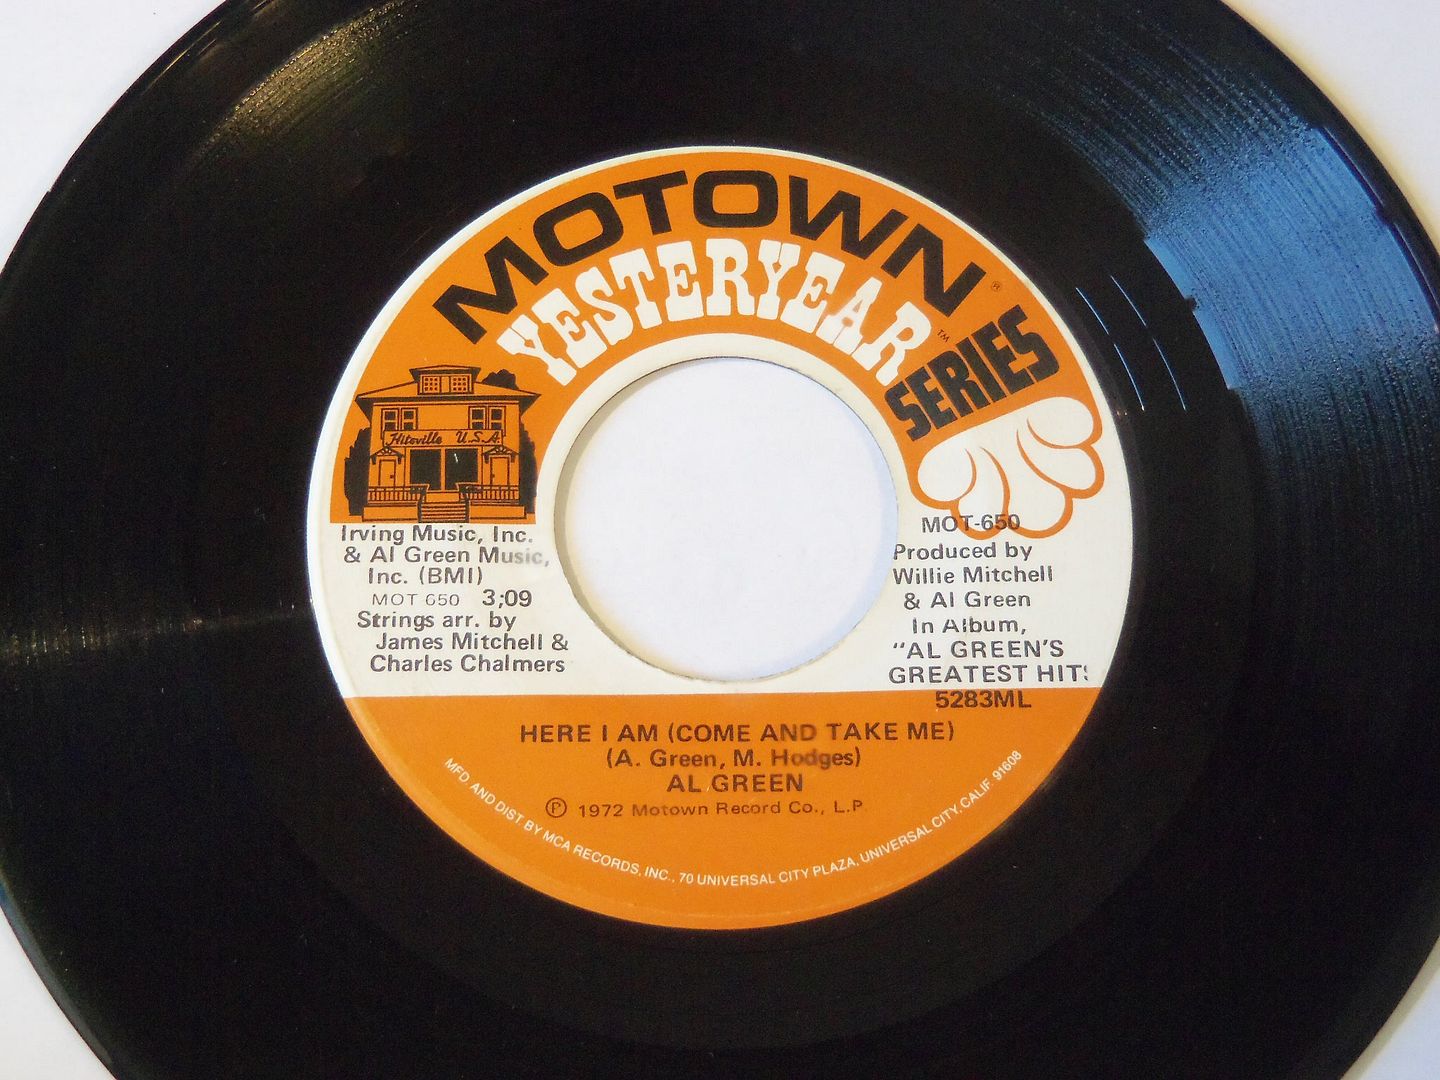 MOTOWN®
YESTERYEAR™
SERIES
Hitsville U.S.A.
Irving Music, Inc.
& Al Green Music,
Inc. (BMI)
MOT 650 3;09
Strings arr. by
James Mitchell &
Charles Chalmers
MOT-650
Produced by
Willie Mitchell
& Al Green
In Album,
"AL GREEN'S
GREATEST HITS
5283ML
HERE I AM (COME AND TAKE ME)
(A. Green, M. Hodges)
AL GREEN
℗ 1972 Motown Record Co., L.P.
MFD AND DIST. BY MCA RECORDS, INC., 70 UNIVERSAL CITY PLAZA, UNIVERSAL CITY, CALIF. 91608